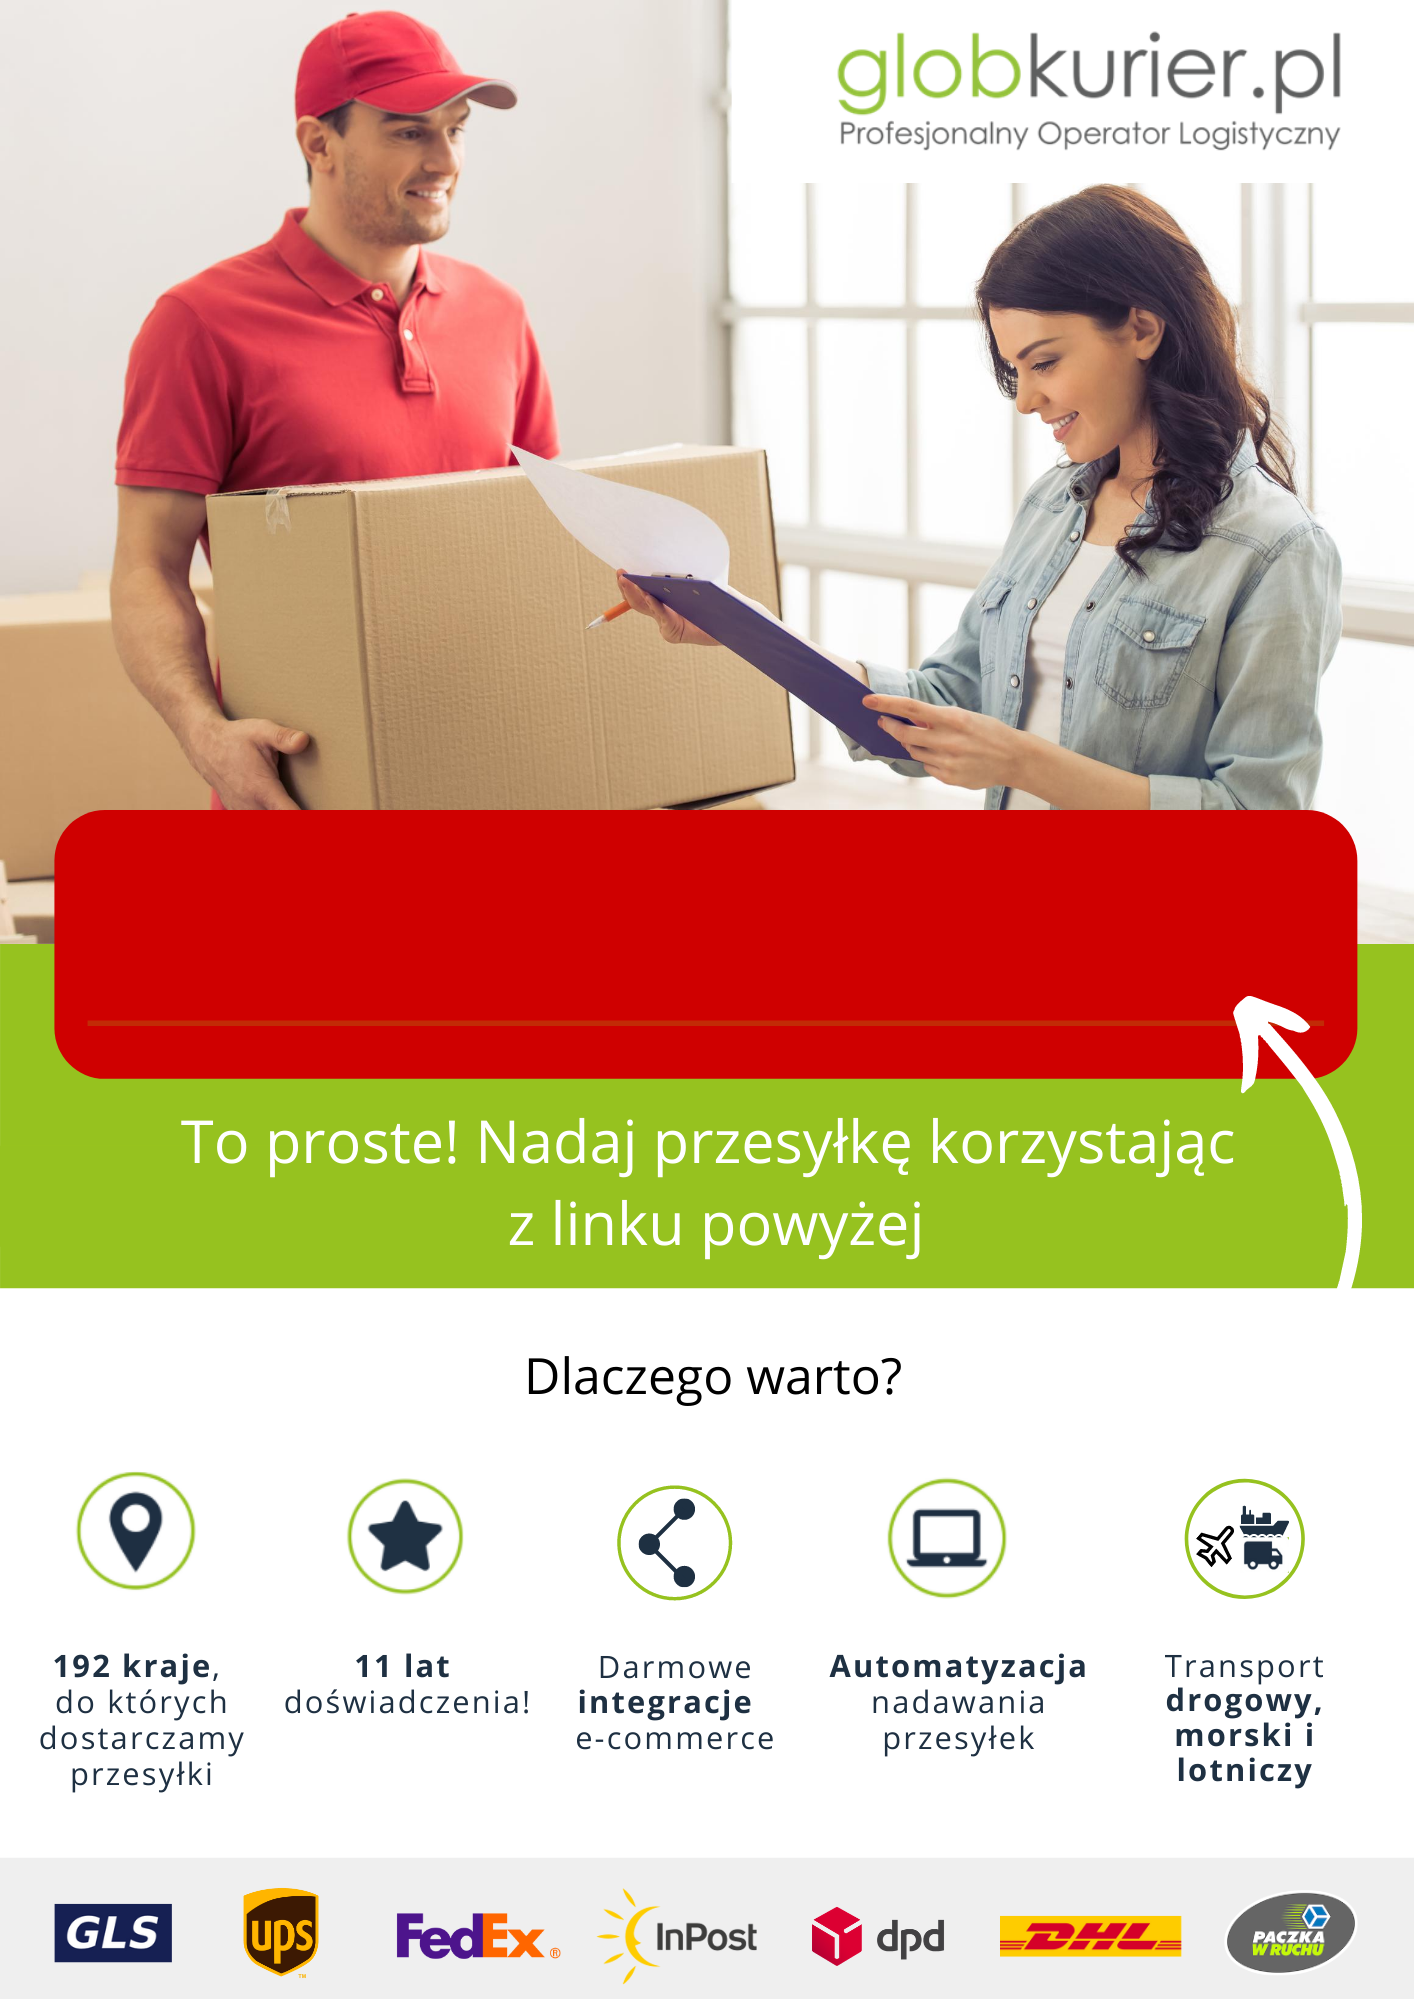 globkurier.pl
Profesjonalny Operator Logistyczny
To proste! Nadaj przesyłkę korzystając
z linku powyżej
Dlaczego warto?
192 kraje,
do których
dostarczamy
przesyłki
11 lat
doświadczenia!
Darmowe
integracje
e-commerce
Automatyzacja
nadawania
przesyłek
Transport
drogowy,
morski i
lotniczy
GLS
ups
TM
FedEx ®
InPost
dpd
DHL
PACZKA
W RUCHU